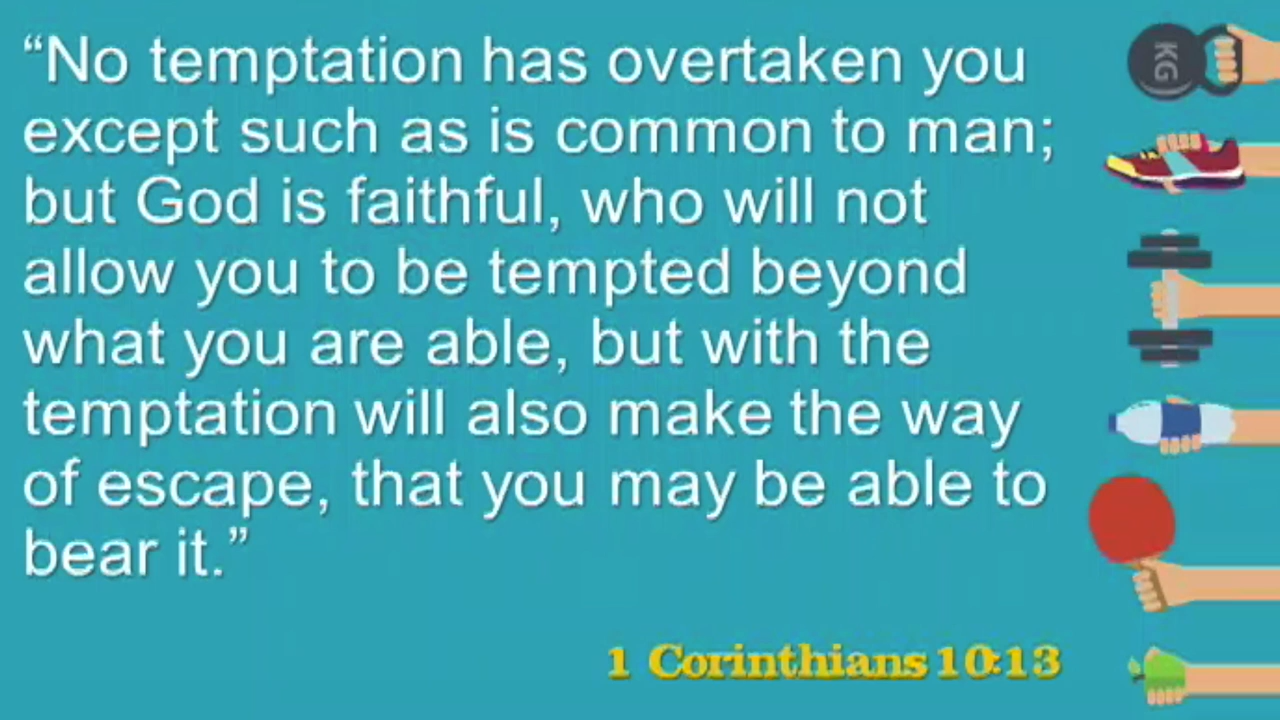 “No temptation has overtaken you
except such as is common to man;
but God is faithful, who will not
allow you to be tempted beyond
what you are able, but with the
temptation will also make the way
of escape, that you may be able to
bear it.”
1 Corinthians 10:13
KG